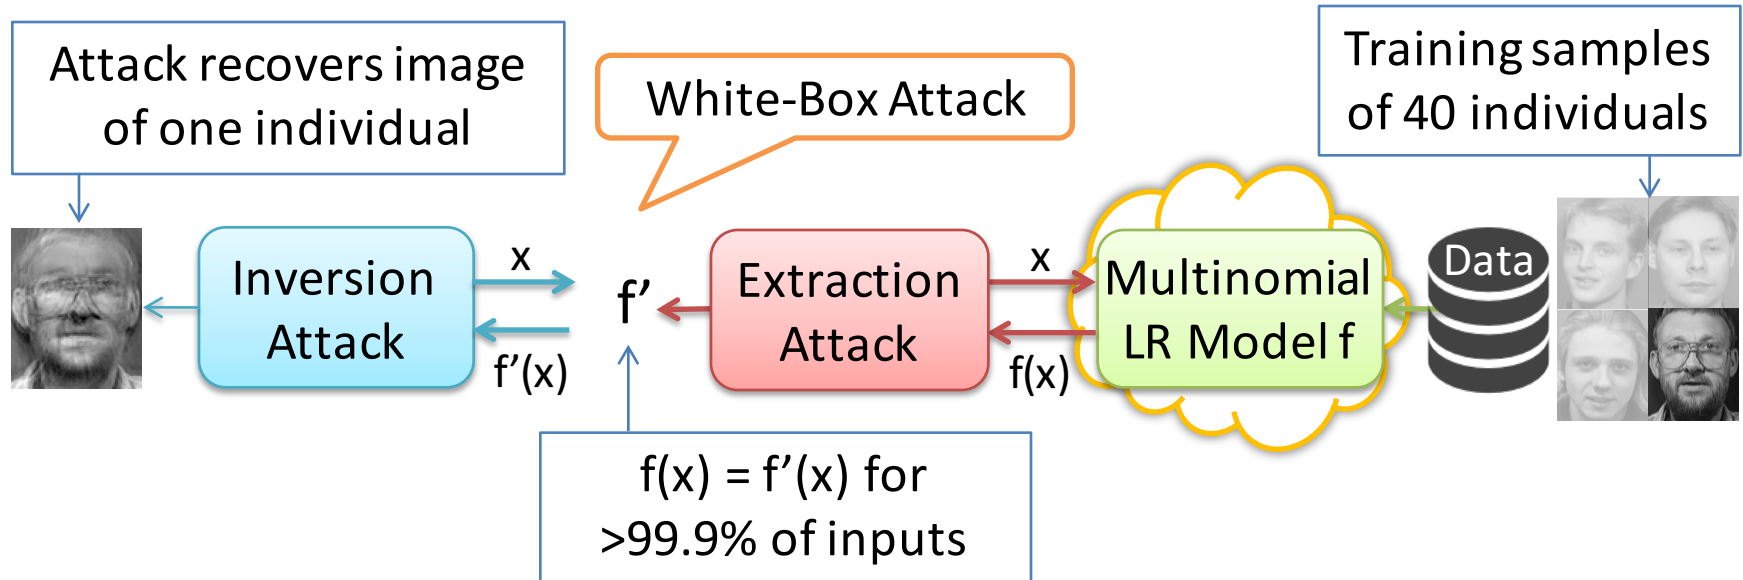 Attack recovers image
of one individual
White-Box Attack
Training samples
of 40 individuals
Inversion
Attack
x
f’(x)
f’
Extraction
Attack
x
f(x)
Multinomial
LR Model f
Data
f(x) = f’(x) for
>99.9% of inputs